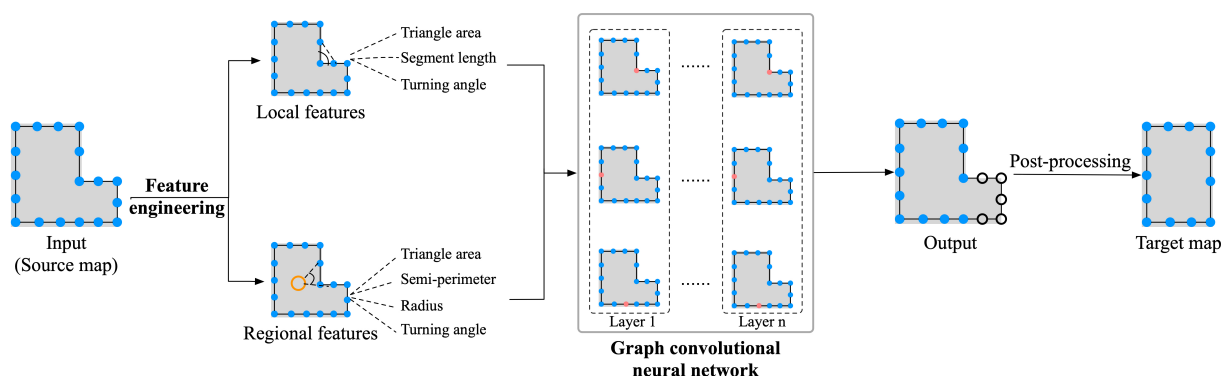 Input
(Source map)
Feature
engineering
Local features
Triangle area
Segment length
Turning angle
Regional features
Triangle area
Semi-perimeter
Radius
Turning angle
......
......
......
Layer 1
Layer n
Graph convolutional
neural network
Output
Post-processing
Target map